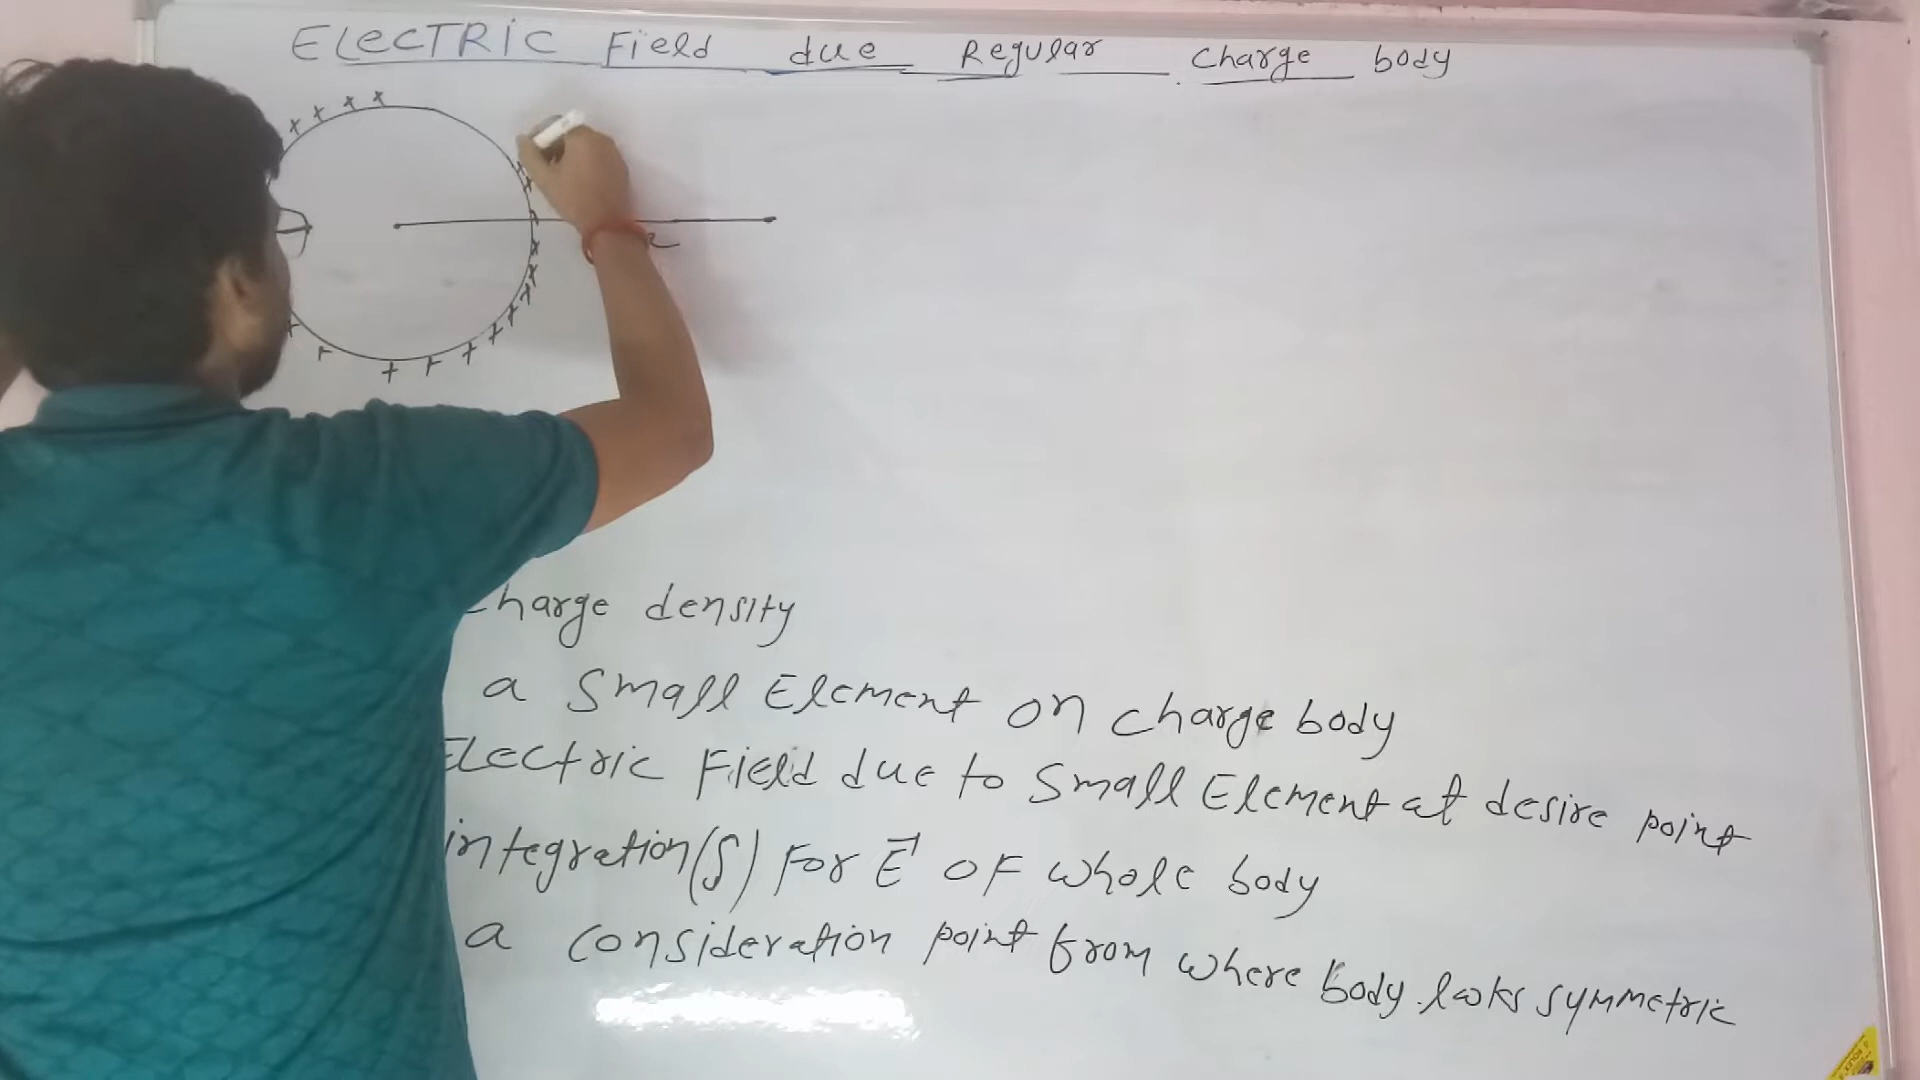 ELECTRIC Field due Regular Charge body
+ + + +
charge density
a small Element on charge body
Electric Field due to small Element at desire point
integration(∫) For E⃗ OF whole body
a consideration point from where body looks symmetric